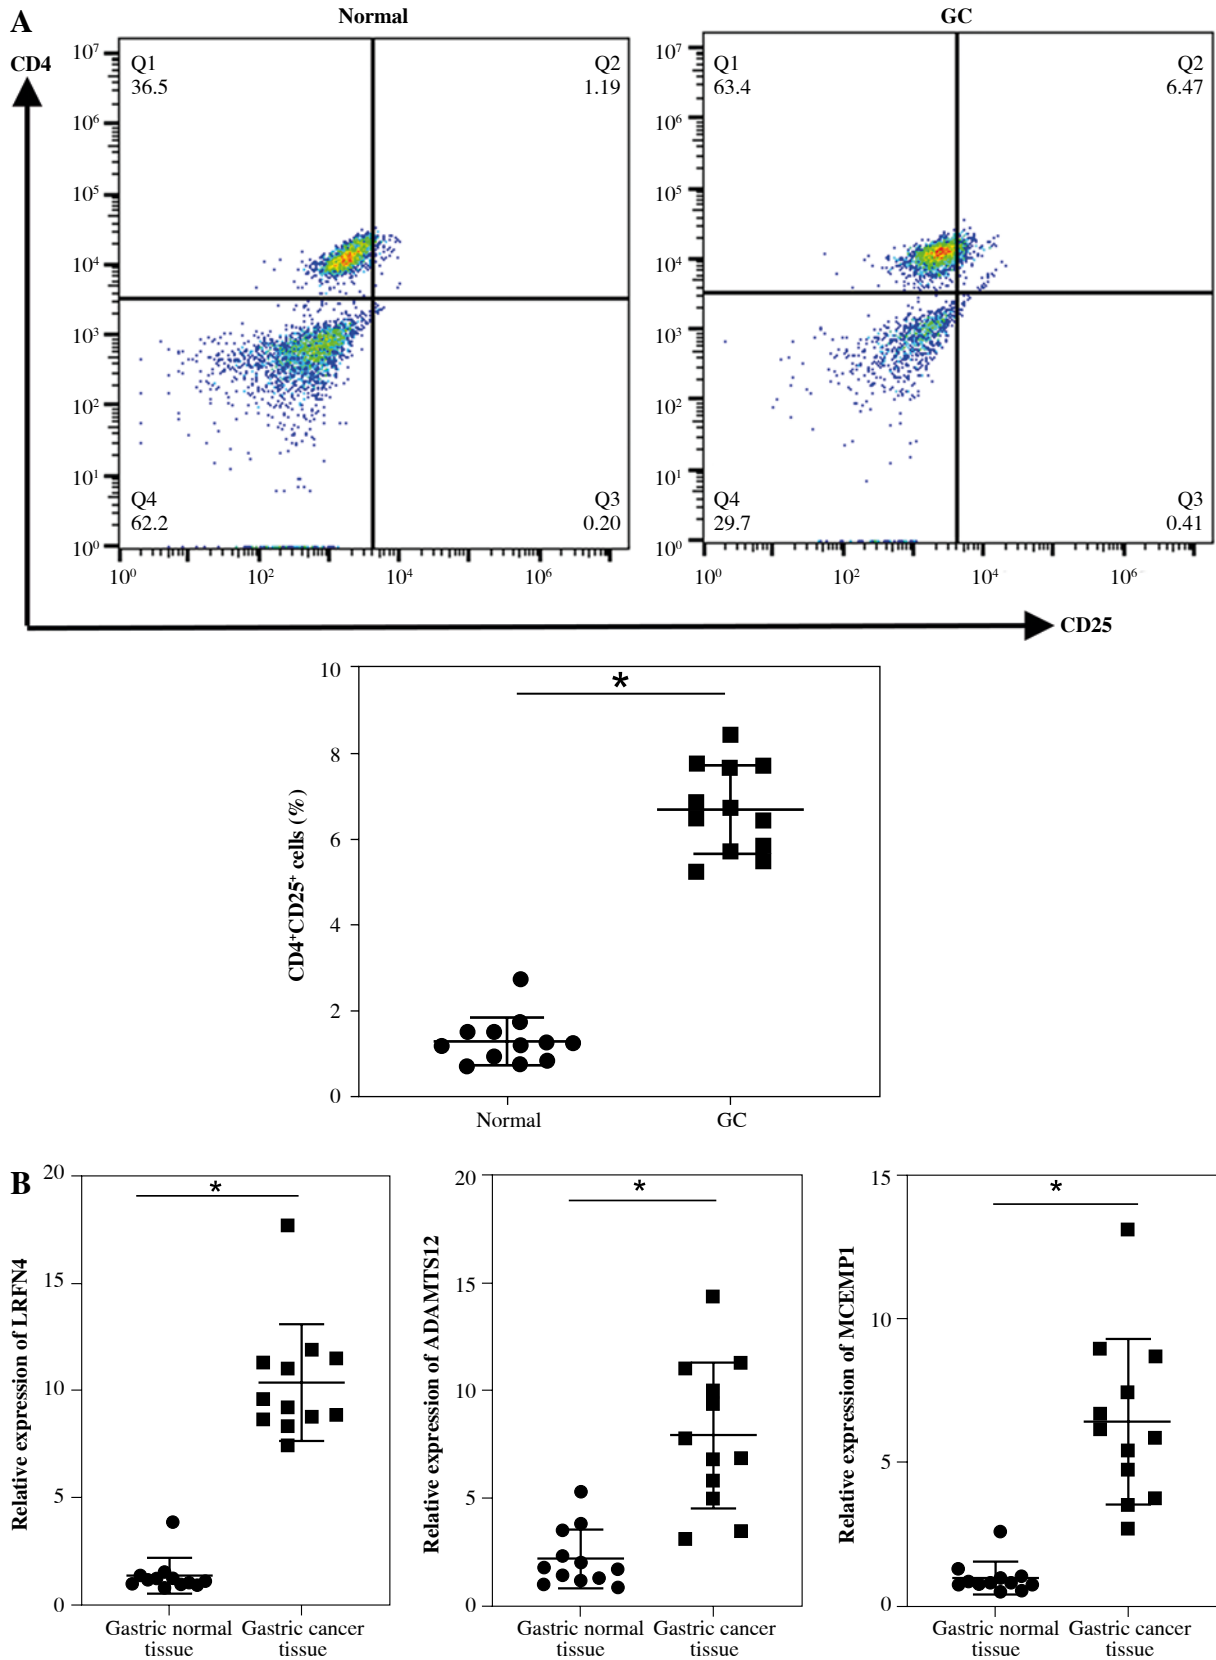 A
Normal
GC
CD4
10⁷
10⁶
10⁵
10⁴
10³
10²
10¹
10⁰
Q1
36.5
Q2
1.19
Q4
62.2
Q3
0.20
10⁰
10²
10⁴
10⁶
10⁷
10⁶
10⁵
10⁴
10³
10²
10¹
10⁰
Q1
63.4
Q2
6.47
Q4
29.7
Q3
0.41
10⁰
10²
10⁴
10⁶
CD25
CD4⁺CD25⁺ cells (%)
10
8
6
4
2
0
*
Normal
GC
B
Relative expression of LRFN4
20
15
10
5
0
*
Gastric normal
tissue
Gastric cancer
tissue
Relative expression of ADAMTS12
20
15
10
5
0
*
Gastric normal
tissue
Gastric cancer
tissue
Relative expression of MCEMP1
15
10
5
0
*
Gastric normal
tissue
Gastric cancer
tissue